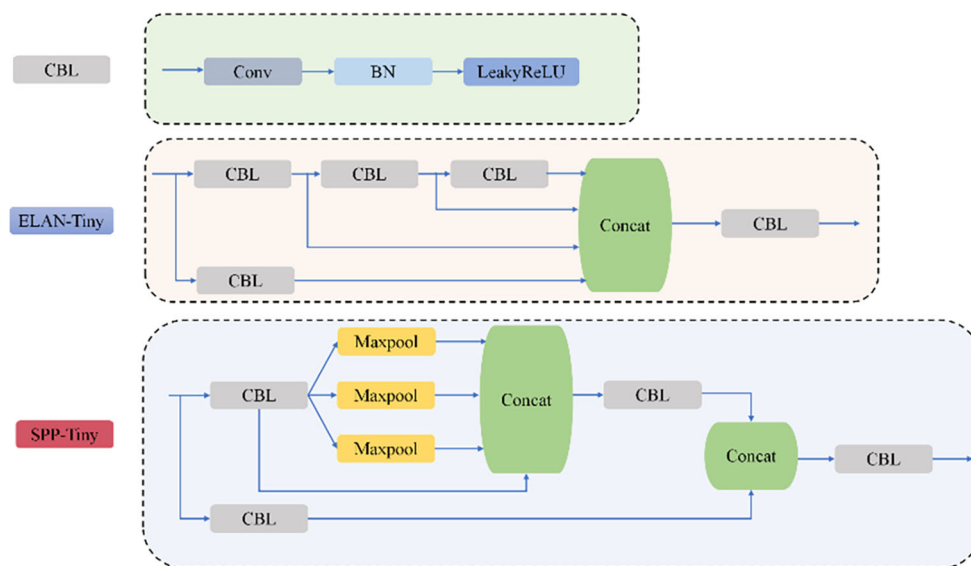 CBL
Conv
BN
LeakyReLU
ELAN-Tiny
CBL
CBL
CBL
CBL
Concat
CBL
SPP-Tiny
CBL
Maxpool
Maxpool
Maxpool
Concat
CBL
CBL
Concat
CBL